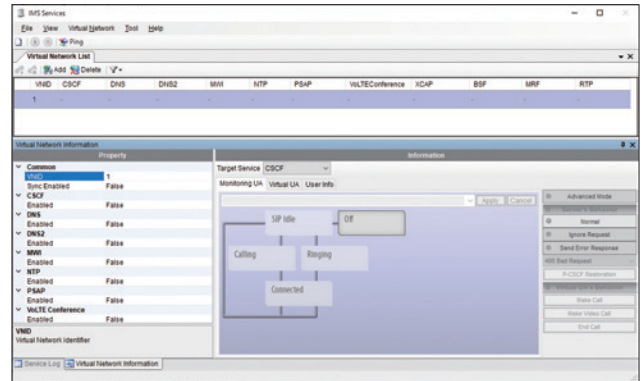 IMS Services
File View Virtual Network Tool Help
Ping
Virtual Network List
Add Delete
VNID CSCF DNS DNS2 MWI NTP PSAP VoLTEConference XCAP BSF MRF RTP
1 - - - - - - - - - - -
Virtual Network Information
Property
Information
Common
VNID 1
Sync Enabled False
CSCF
Enabled False
DNS
Enabled False
DNS2
Enabled False
MWI
Enabled False
NTP
Enabled False
PSAP
Enabled False
VoLTE Conference
Enabled False
VNID
Virtual Network Identifier
Target Service CSCF
Monitoring UA Virtual UA User Info
Apply Cancel
SIP Idle Off
Calling Ringing
Connected
Advanced Mode
Server's Behavior
Normal
Ignore Request
Send Error Response
400 Bad Request
P-CSCF Restoration
Virtual UA's Behavior
Make Call
Make Video Call
End Call
Service Log Virtual Network Information